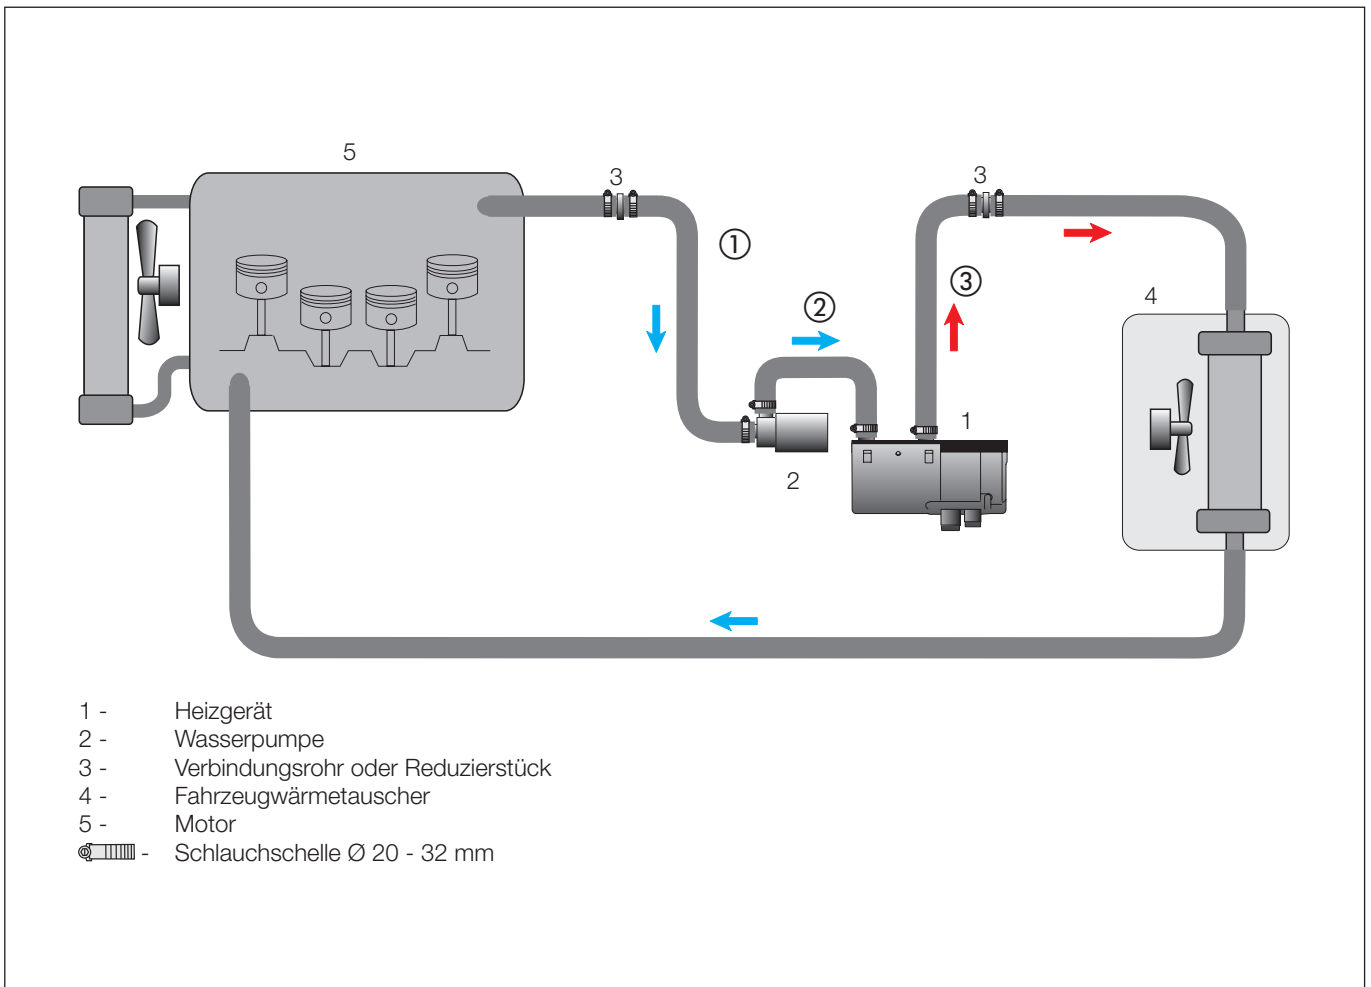 5
3
3
①
③
②
4
1
2
1 - Heizgerät
2 - Wasserpumpe
3 - Verbindungsrohr oder Reduzierstück
4 - Fahrzeugwärmetauscher
5 - Motor
- Schlauchschelle Ø 20 - 32 mm